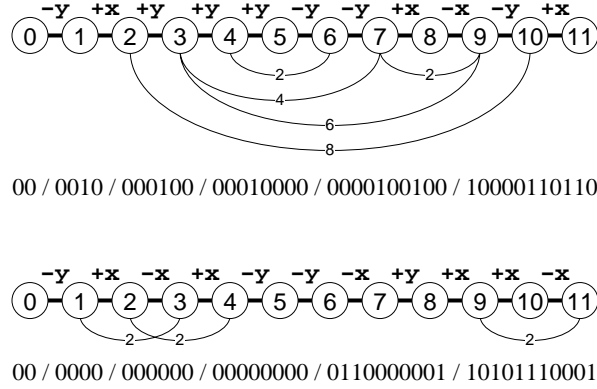 -y +x +y +y +y -y -y +x -x -y +x
0 1 2 3 4 5 6 7 8 9 10 11
2 2
4
6
8
00 / 0010 / 000100 / 00010000 / 0000100100 / 10000110110
-y +x -x +x -y -y -x +y +x +x -x
0 1 2 3 4 5 6 7 8 9 10 11
2 2 2
00 / 0000 / 000000 / 00000000 / 0110000001 / 10101110001